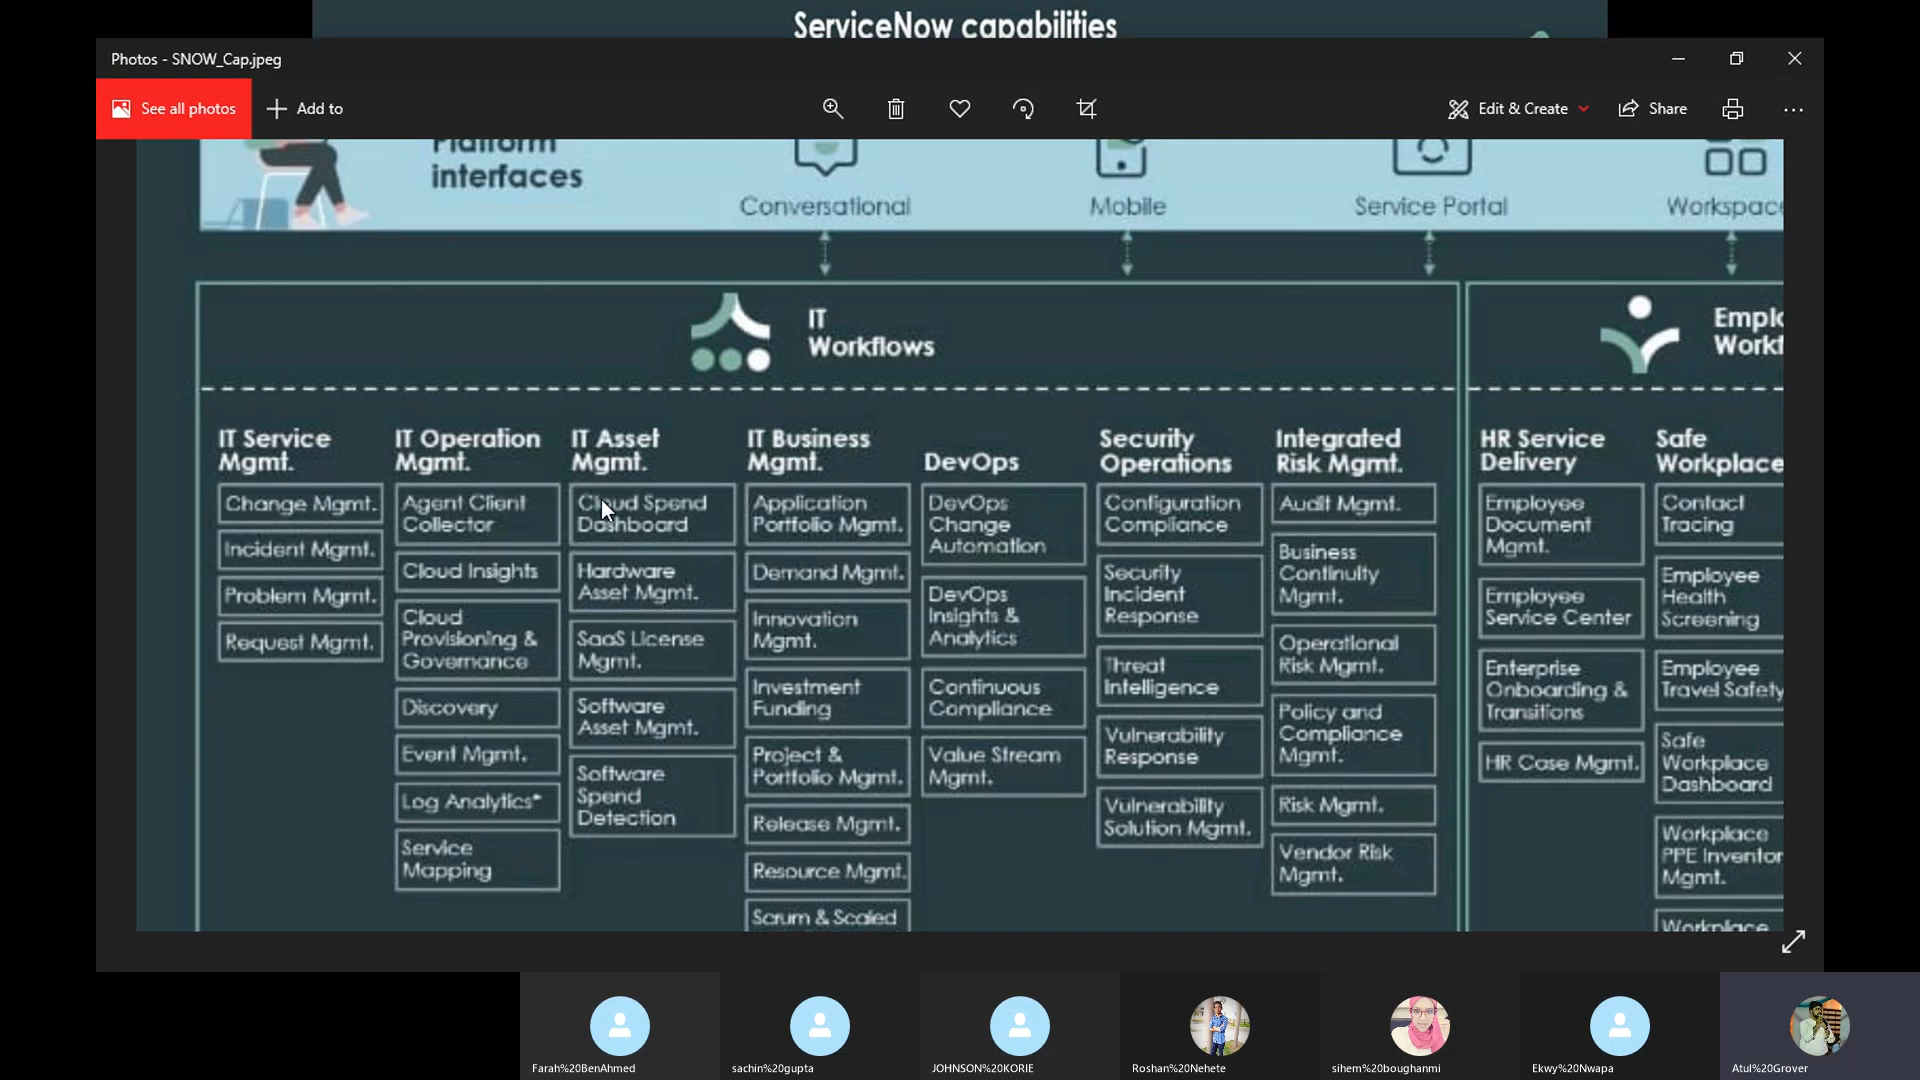 ServiceNow capabilities
Photos - SNOW_Cap.jpeg
See all photos
Add to
Edit & Create
Share
Platform
interfaces
Conversational
Mobile
Service Portal
Workspac
IT
Workflows
Emplo
Workf
IT Service
Mgmt.
Change Mgmt.
Incident Mgmt.
Problem Mgmt.
Request Mgmt.
IT Operation
Mgmt.
Agent Client
Collector
Cloud Insights
Cloud
Provisioning &
Governance
Discovery
Event Mgmt.
Log Analytics*
Service
Mapping
IT Asset
Mgmt.
Cloud Spend
Dashboard
Hardware
Asset Mgmt.
SaaS License
Mgmt.
Software
Asset Mgmt.
Software
Spend
Detection
IT Business
Mgmt.
Application
Portfolio Mgmt.
Demand Mgmt.
Innovation
Mgmt.
Investment
Funding
Project &
Portfolio Mgmt.
Release Mgmt.
Resource Mgmt.
Scrum & Scaled
DevOps
DevOps
Change
Automation
DevOps
Insights &
Analytics
Continuous
Compliance
Value Stream
Mgmt.
Security
Operations
Configuration
Compliance
Security
Incident
Response
Threat
Intelligence
Vulnerability
Response
Vulnerability
Solution Mgmt.
Integrated
Risk Mgmt.
Audit Mgmt.
Business
Continuity
Mgmt.
Operational
Risk Mgmt.
Policy and
Compliance
Mgmt.
Risk Mgmt.
Vendor Risk
Mgmt.
HR Service
Delivery
Employee
Document
Mgmt.
Employee
Service Center
Enterprise
Onboarding &
Transitions
HR Case Mgmt.
Safe
Workplace
Contact
Tracing
Employee
Health
Screening
Employee
Travel Safety
Safe
Workplace
Dashboard
Workplace
PPE Inventor
Mgmt.
Workplace
Farah%20BenAhmed
sachin%20gupta
JOHNSON%20KORIE
Roshan%20Nehete
sihem%20boughanmi
Ekwy%20Nwapa
Atul%20Grover